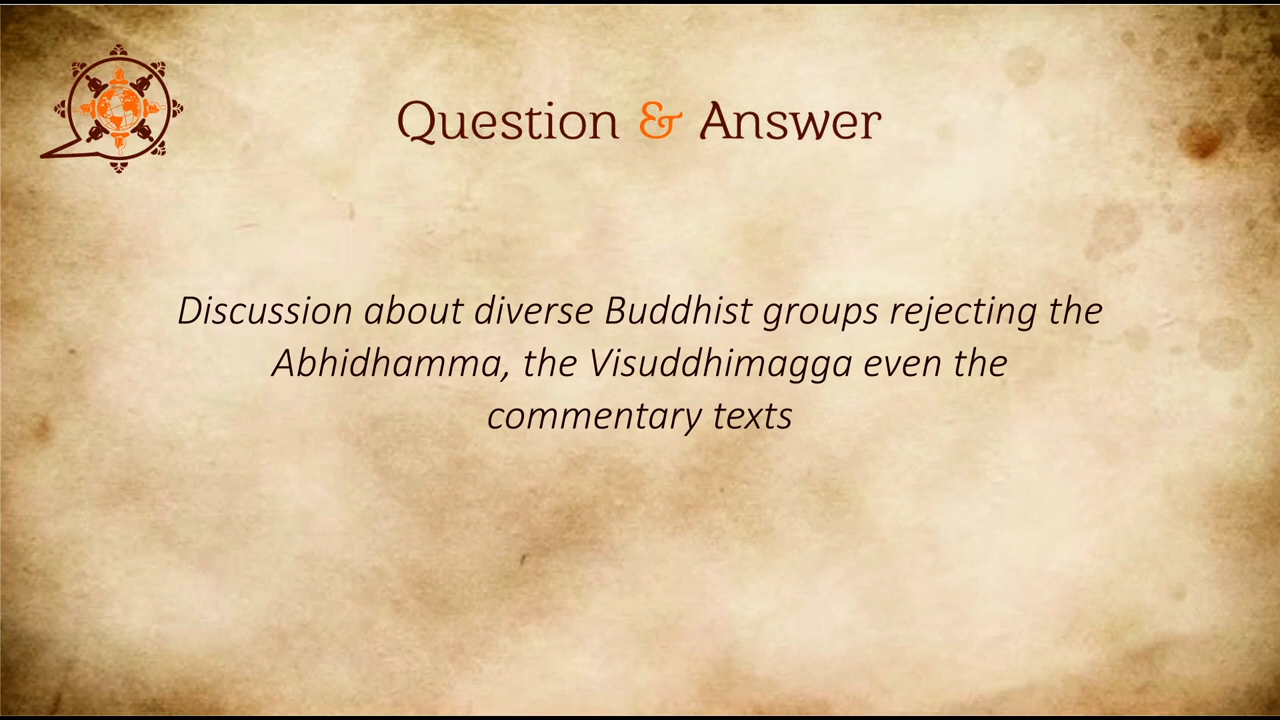 Question & Answer
Discussion about diverse Buddhist groups rejecting the
Abhidhamma, the Visuddhimagga even the
commentary texts